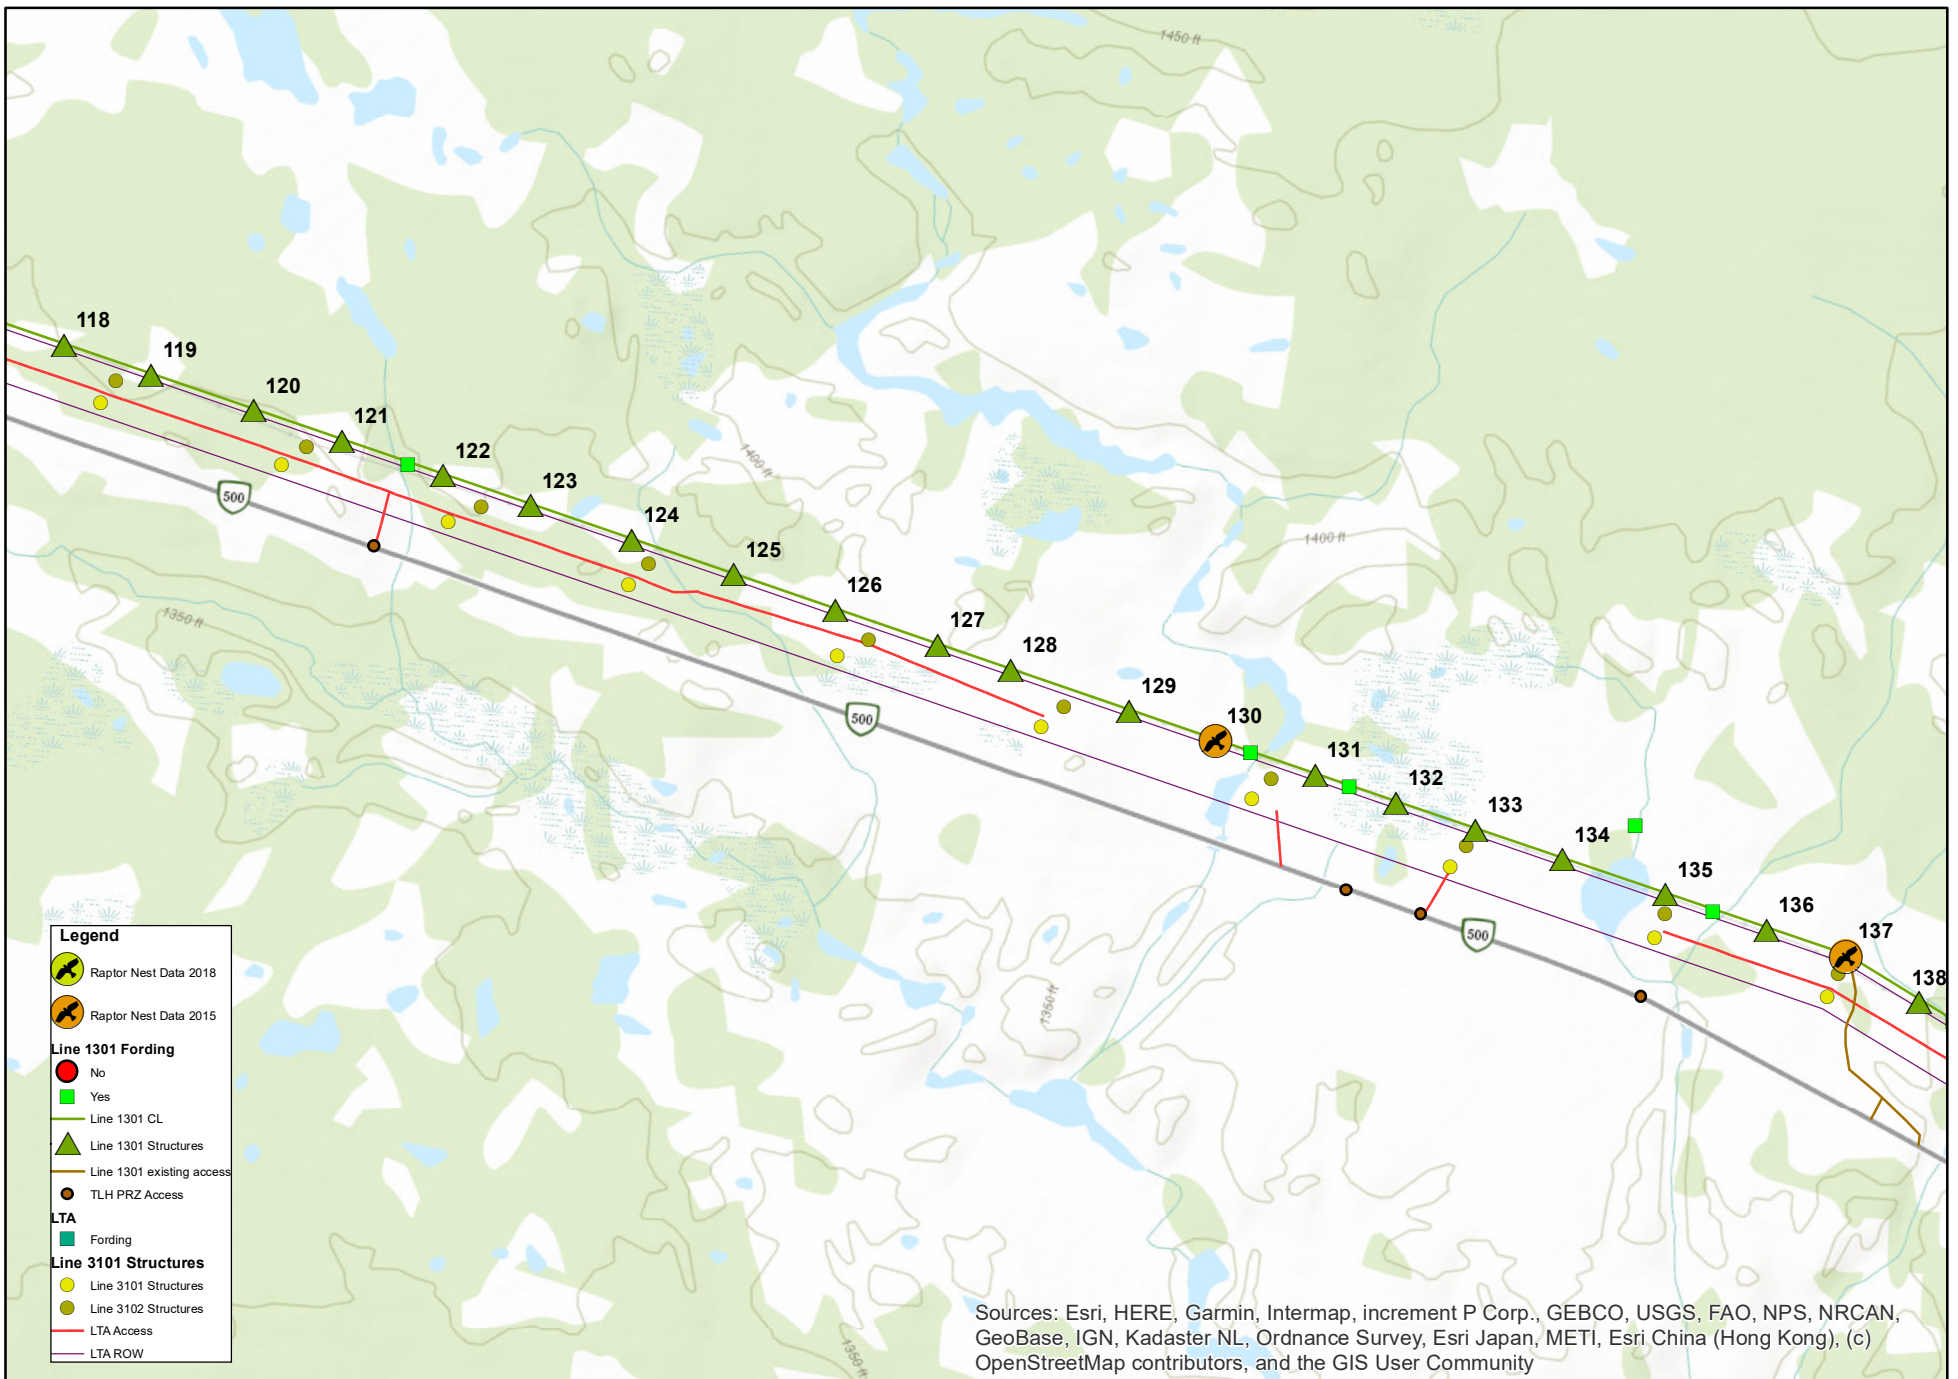 1450 ft
118
119
120
121
122
123
124
125
126
127
128
129
130
131
132
133
134
135
136
137
138
500
500
500
1400 ft
1400 ft
1350 ft
1350 ft
1350 ft
Legend
Raptor Nest Data 2018
Raptor Nest Data 2015
Line 1301 Fording
No
Yes
Line 1301 CL
Line 1301 Structures
Line 1301 existing access
TLH PRZ Access
LTA
Fording
Line 3101 Structures
Line 3101 Structures
Line 3102 Structures
LTA Access
LTA ROW
Sources: Esri, HERE, Garmin, Intermap, increment P Corp., GEBCO, USGS, FAO, NPS, NRCAN,
GeoBase, IGN, Kadaster NL, Ordnance Survey, Esri Japan, METI, Esri China (Hong Kong), (c)
OpenStreetMap contributors, and the GIS User Community